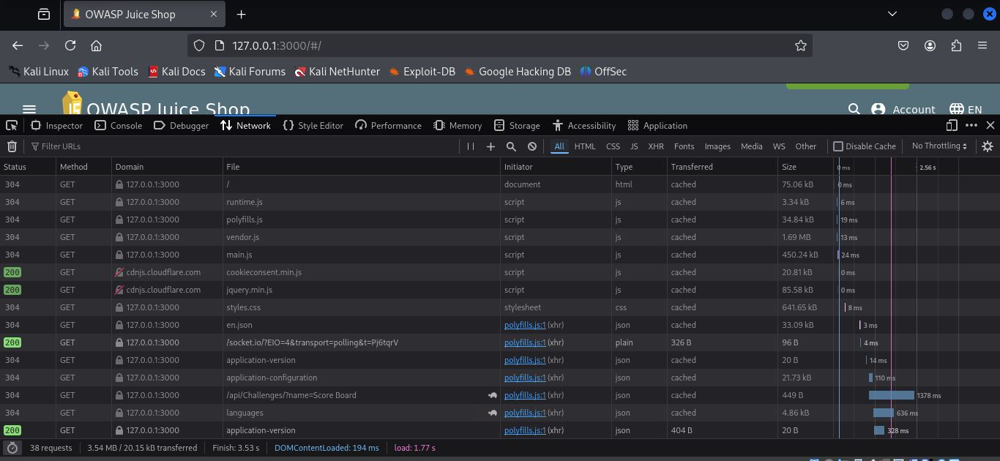 OWASP Juice Shop
127.0.0.1:3000/#/
Kali Linux Kali Tools Kali Docs Kali Forums Kali NetHunter Exploit-DB Google Hacking DB OffSec
OWASP Juice Shop Account EN
Inspector Console Debugger Network Style Editor Performance Memory Storage Accessibility Application
Filter URLs All HTML CSS JS XHR Fonts Images Media WS Other Disable Cache No Throttling
Status Method Domain File Initiator Type Transferred Size 0 ms 2.56 s
304 GET 127.0.0.1:3000 / document html cached 75.06 kB 0 ms
304 GET 127.0.0.1:3000 runtime.js script js cached 3.34 kB 6 ms
304 GET 127.0.0.1:3000 polyfills.js script js cached 34.84 kB 19 ms
304 GET 127.0.0.1:3000 vendor.js script js cached 1.69 MB 13 ms
304 GET 127.0.0.1:3000 main.js script js cached 450.24 kB 24 ms
200 GET cdnjs.cloudflare.com cookieconsent.min.js script js cached 20.81 kB 0 ms
200 GET cdnjs.cloudflare.com jquery.min.js script js cached 85.58 kB 0 ms
304 GET 127.0.0.1:3000 styles.css stylesheet css cached 641.65 kB 8 ms
304 GET 127.0.0.1:3000 en.json polyfills.js:1 (xhr) json cached 33.09 kB 3 ms
200 GET 127.0.0.1:3000 /socket.io/?EIO=4&transport=polling&t=Pj6tqrV polyfills.js:1 (xhr) plain 326 B 96 B 4 ms
304 GET 127.0.0.1:3000 application-version polyfills.js:1 (xhr) json cached 20 B 14 ms
304 GET 127.0.0.1:3000 application-configuration polyfills.js:1 (xhr) json cached 21.73 kB 110 ms
304 GET 127.0.0.1:3000 /api/Challenges/?name=Score Board polyfills.js:1 (xhr) json cached 449 B 1378 ms
304 GET 127.0.0.1:3000 languages polyfills.js:1 (xhr) json cached 4.86 kB 636 ms
200 GET 127.0.0.1:3000 application-version polyfills.js:1 (xhr) json 404 B 20 B 328 ms
38 requests 3.54 MB / 20.15 kB transferred Finish: 3.53 s DOMContentLoaded: 194 ms load: 1.77 s